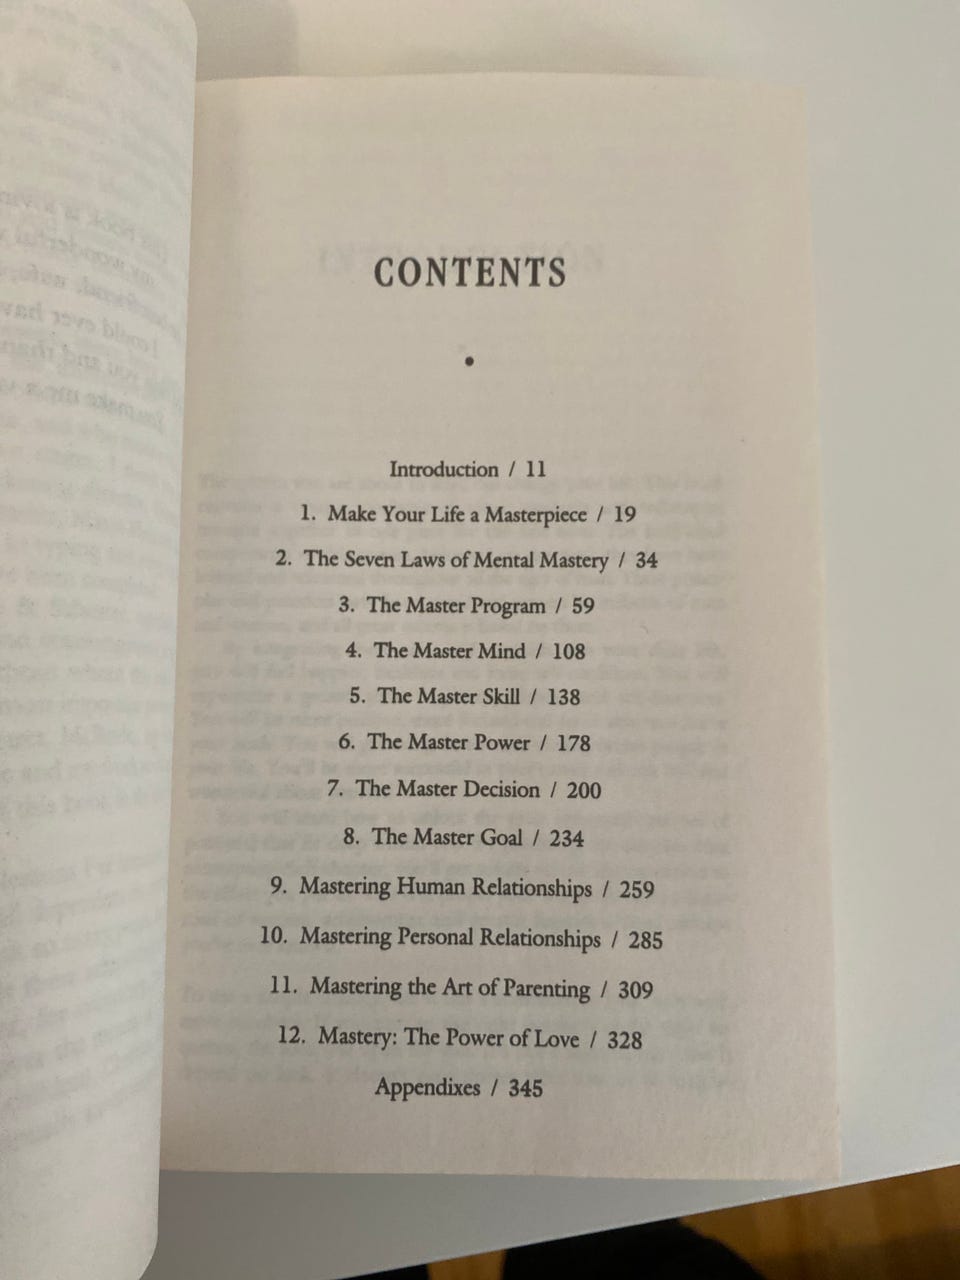 CONTENTS
•
Introduction / 11
1. Make Your Life a Masterpiece / 19
2. The Seven Laws of Mental Mastery / 34
3. The Master Program / 59
4. The Master Mind / 108
5. The Master Skill / 138
6. The Master Power / 178
7. The Master Decision / 200
8. The Master Goal / 234
9. Mastering Human Relationships / 259
10. Mastering Personal Relationships / 285
11. Mastering the Art of Parenting / 309
12. Mastery: The Power of Love / 328
Appendixes / 345